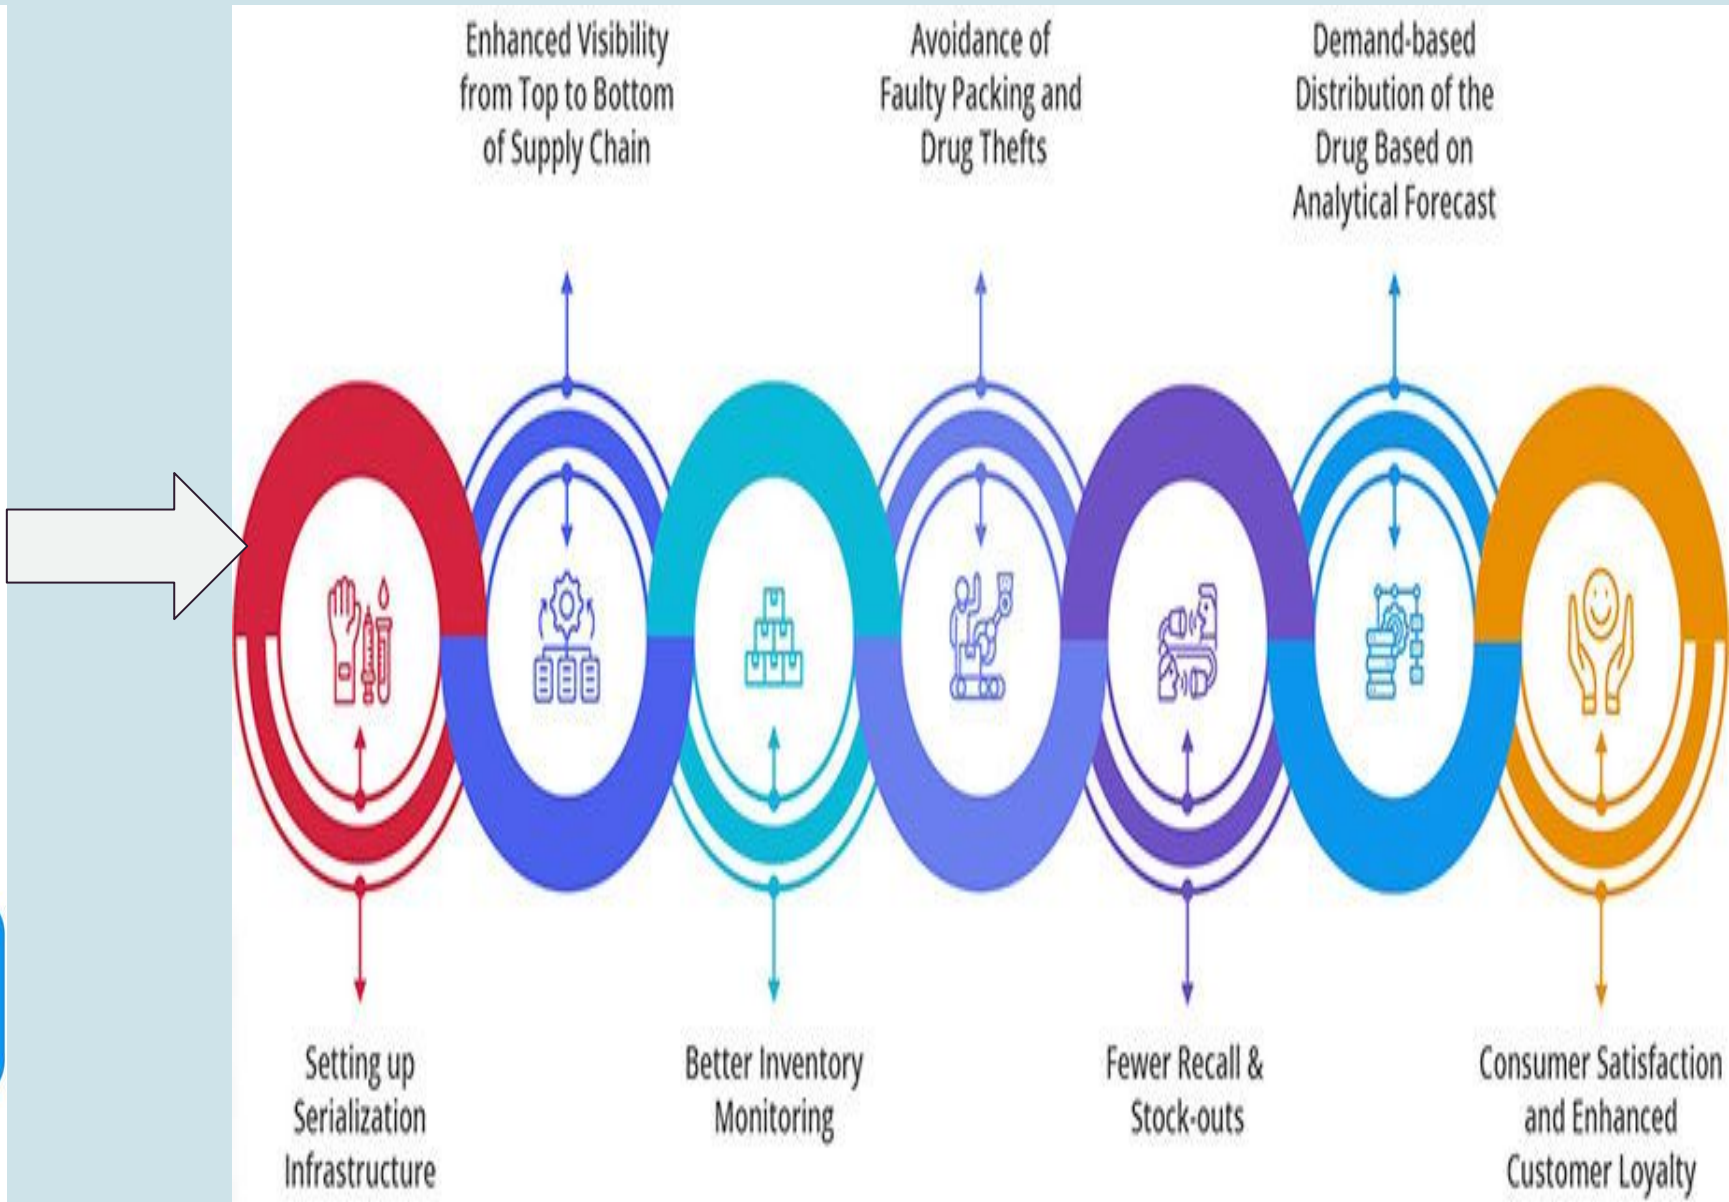 Enhanced Visibility
from Top to Bottom
of Supply Chain
Avoidance of
Faulty Packing and
Drug Thefts
Demand-based
Distribution of the
Drug Based on
Analytical Forecast
Setting up
Serialization
Infrastructure
Better Inventory
Monitoring
Fewer Recall &
Stock-outs
Consumer Satisfaction
and Enhanced
Customer Loyalty